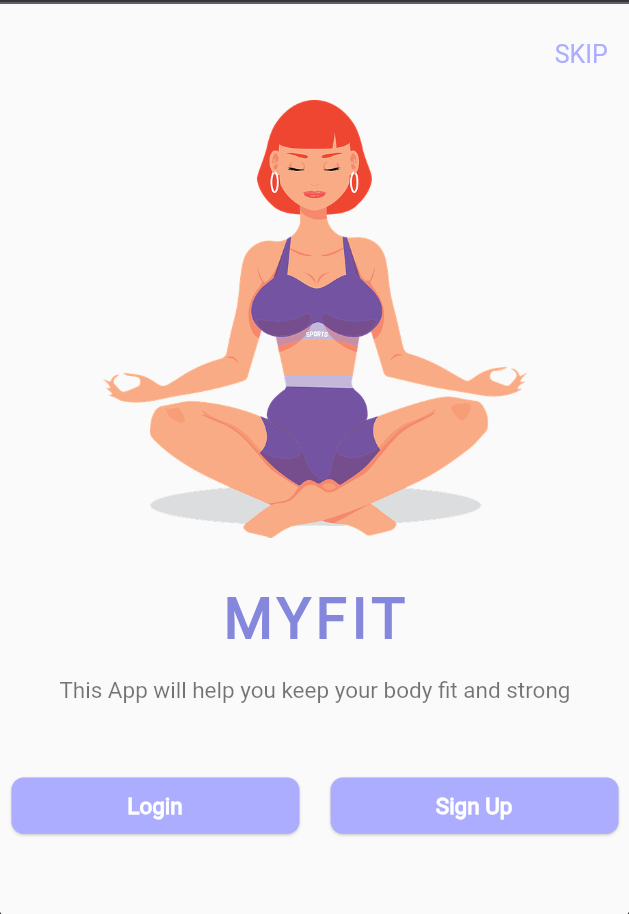 SKIP
SPORTS
MYFIT
This App will help you keep your body fit and strong
Login
Sign Up